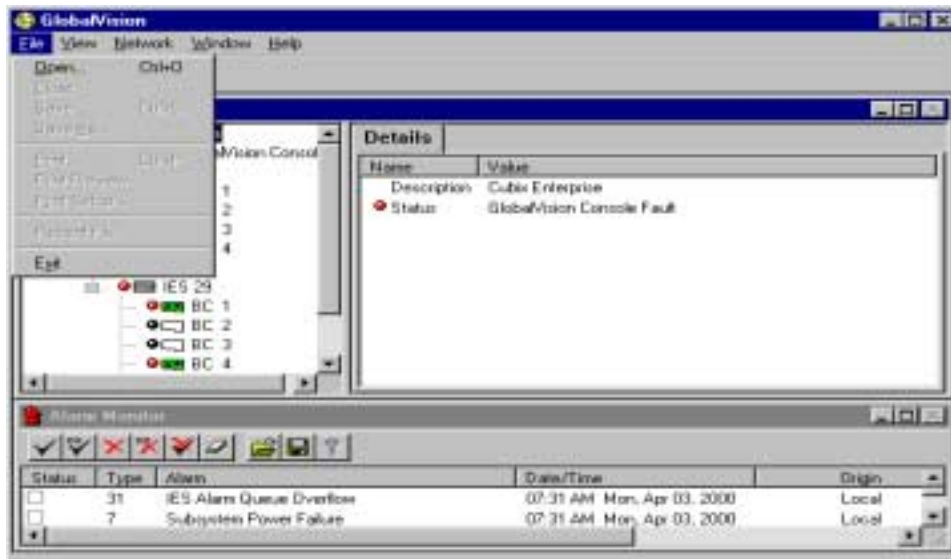 GlobalVision
File View Network Window Help
Open... Ctrl+O
Exit
1
2
3
4
IES 29
BC 1
BC 2
BC 3
BC 4
Details
Name Value
Description Cubix Enterprise
Status GlobalVision Console Fault
Alarm Monitor
Status Type Alarm Date/Time Origin
31 IES Alarm Queue Overflow 07:31 AM Mon, Apr 03, 2000 Local
7 Subsystem Power Failure 07:31 AM Mon, Apr 03, 2000 Local